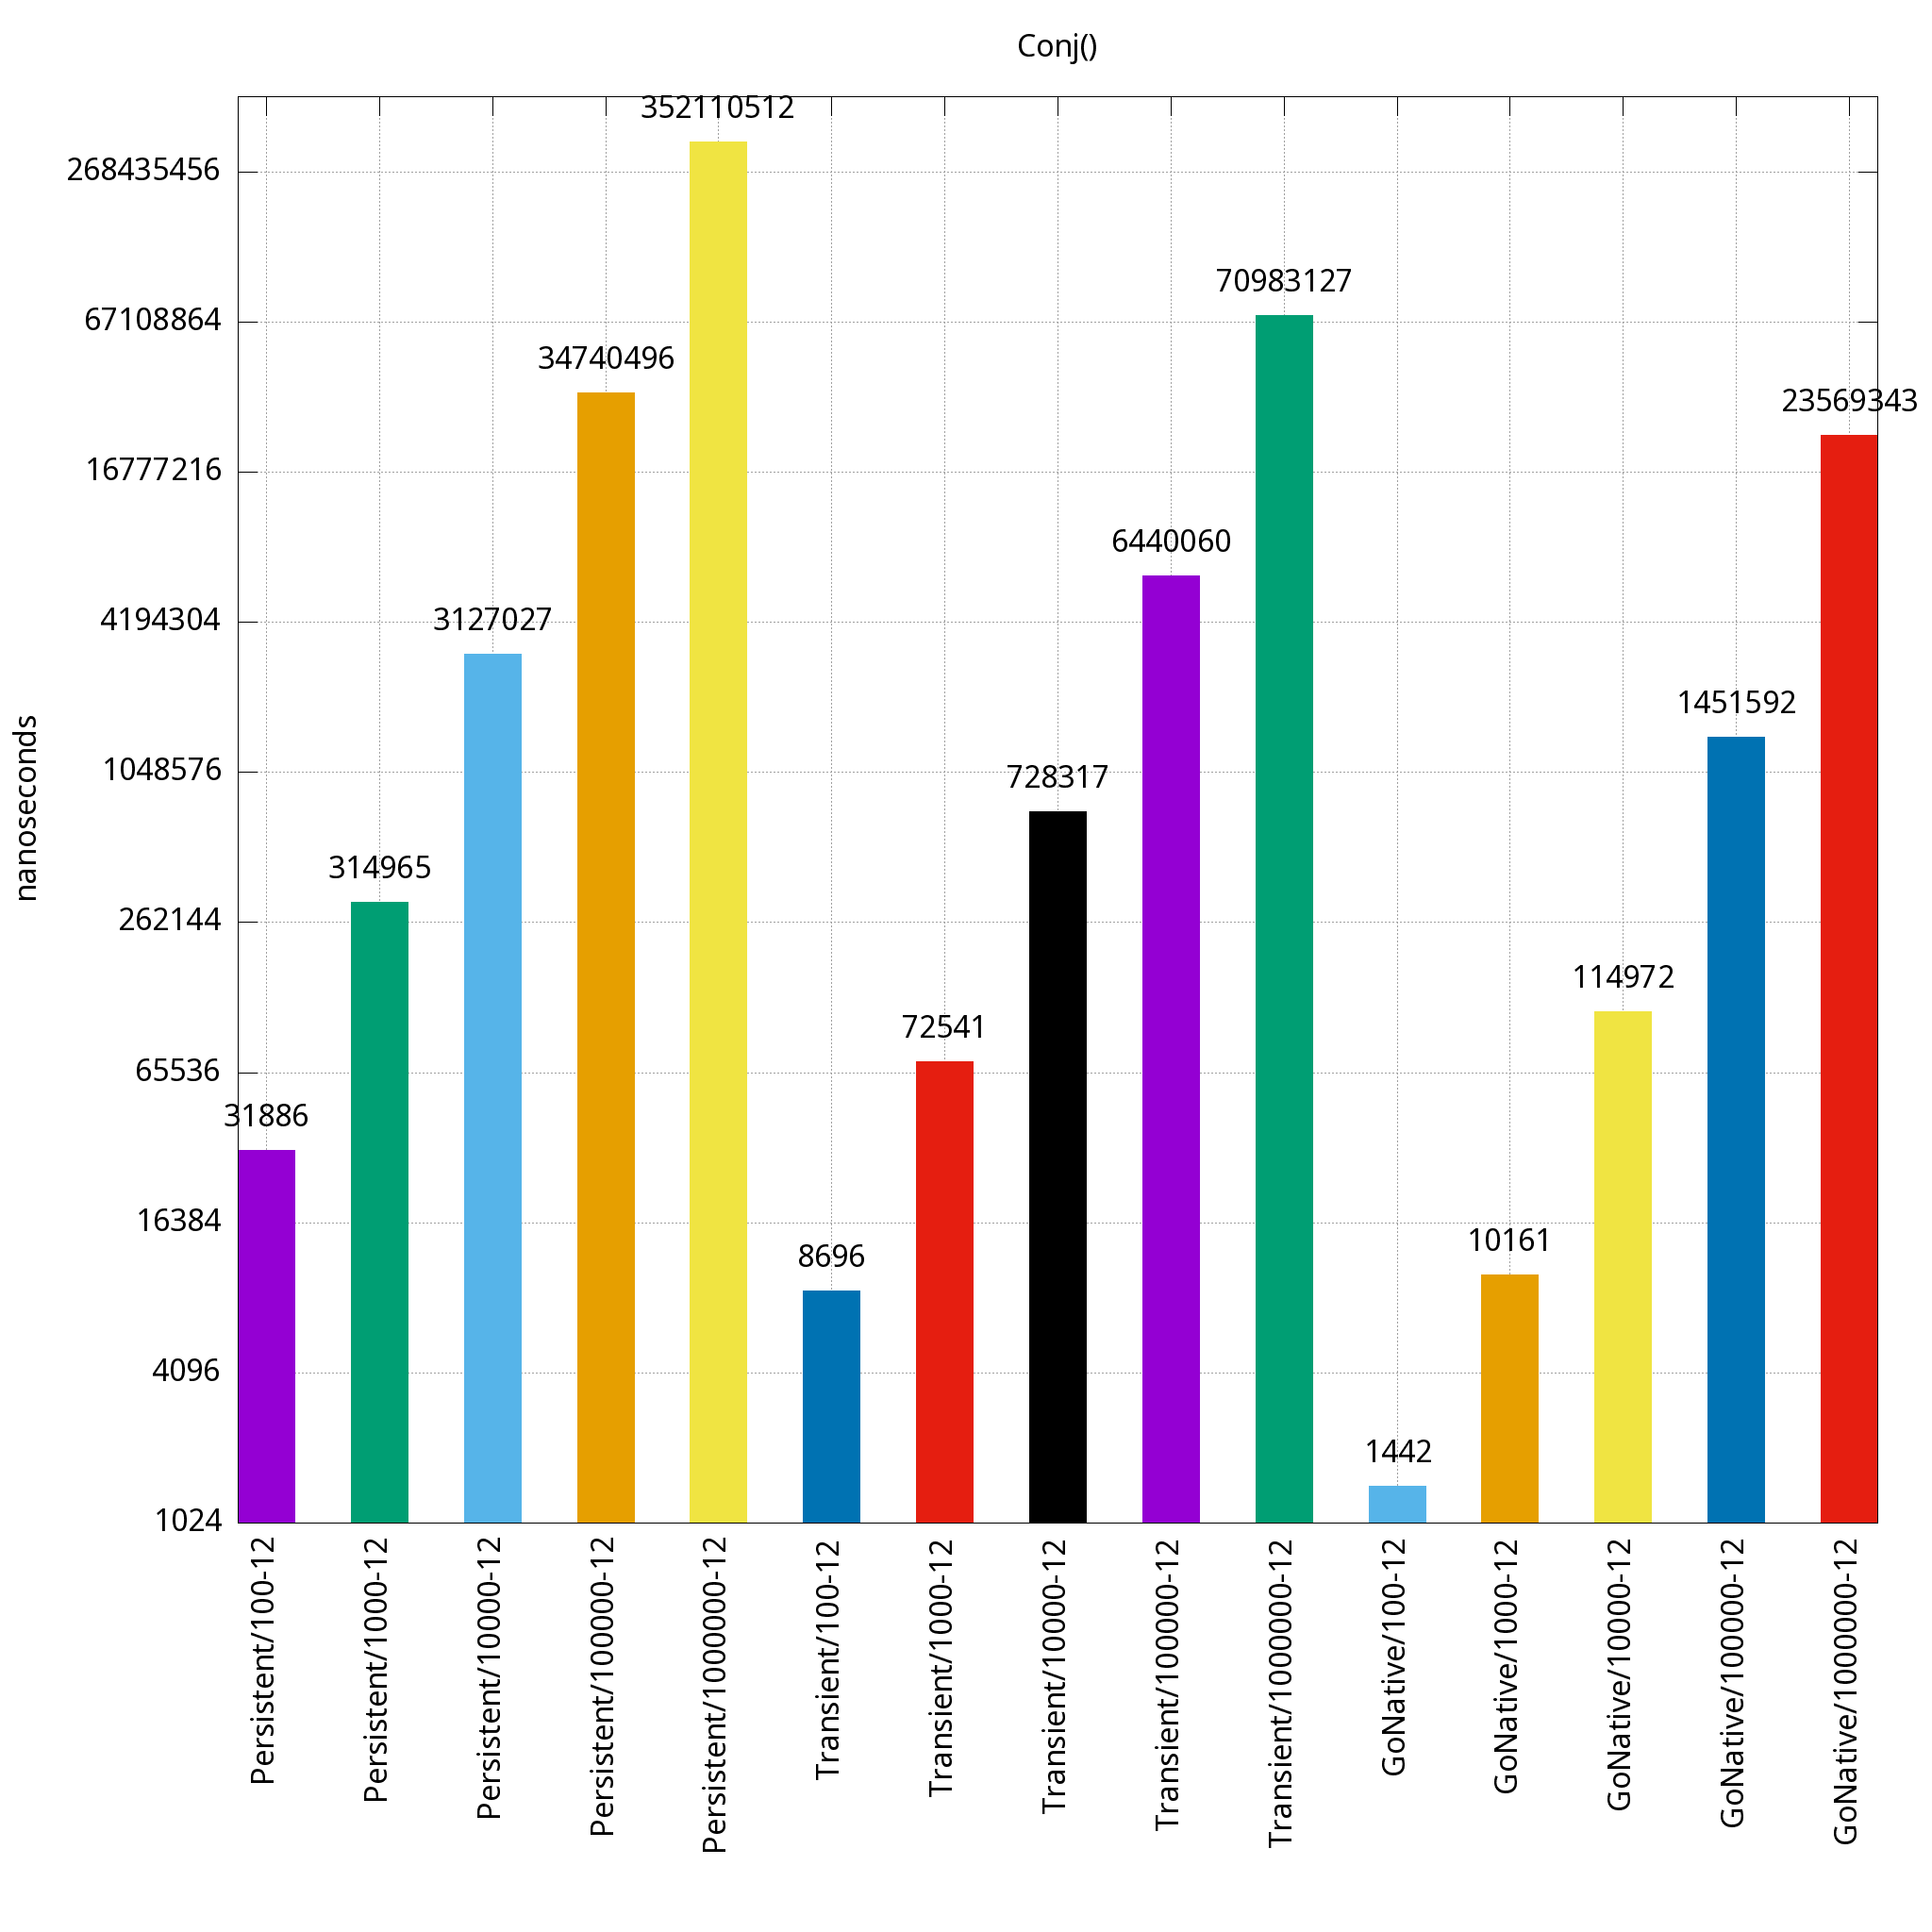 Conj()
nanoseconds
268435456
67108864
16777216
4194304
1048576
262144
65536
16384
4096
1024
31886
314965
3127027
34740496
352110512
8696
72541
728317
6440060
70983127
1442
10161
114972
1451592
23569343
Persistent/100-12
Persistent/1000-12
Persistent/10000-12
Persistent/100000-12
Persistent/1000000-12
Transient/100-12
Transient/1000-12
Transient/10000-12
Transient/100000-12
Transient/1000000-12
GoNative/100-12
GoNative/1000-12
GoNative/10000-12
GoNative/100000-12
GoNative/1000000-12